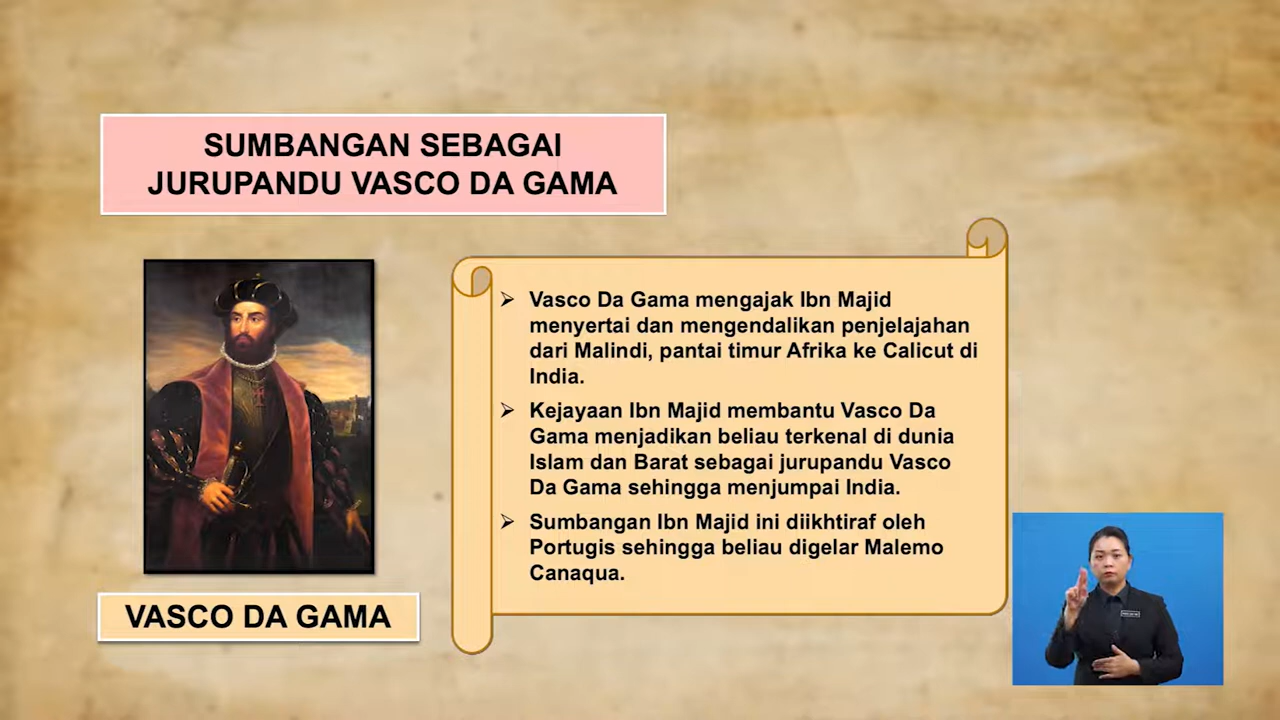 SUMBANGAN SEBAGAI
JURUPANDU VASCO DA GAMA
Vasco Da Gama mengajak Ibn Majid
menyertai dan mengendalikan penjelajahan
dari Malindi, pantai timur Afrika ke Calicut di
India.
Kejayaan Ibn Majid membantu Vasco Da
Gama menjadikan beliau terkenal di dunia
Islam dan Barat sebagai jurupandu Vasco
Da Gama sehingga menjumpai India.
Sumbangan Ibn Majid ini diikhtiraf oleh
Portugis sehingga beliau digelar Malemo
Canaqua.
VASCO DA GAMA